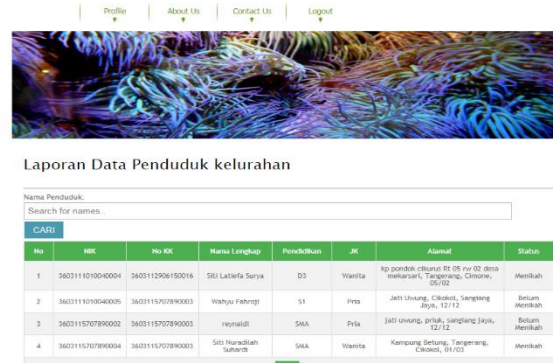 Profile About Us Contact Us Logout
Laporan Data Penduduk kelurahan
Nama Penduduk:
Search for names..
CARI
No NIK No KK Nama Lengkap Pendidikan JK Alamat Status
1 3603111010040004 3603112906150016 Siti Latiefa Surya D3 Wanita kp pondok cikurus Rt 05 rw 02 desa mekarsari, Tangerang, Cimone, 05/02 Menikah
2 3603111010040005 3603115707890003 Wahyu Fahroji S1 Pria Jati Uwung, Cikokol, Sangiang Jaya, 12/12 Belum Menikah
3 3603115707890002 3603115707890003 reynaldi SMA Pria jati uwung, priuk, sangiang jaya, 12/12 Belum Menikah
4 3603115707890004 3603115707890003 Siti Nuradilah Suhardi SMA Wanita Kampung Betung, Tangerang, Cikokol, 01/03 Menikah